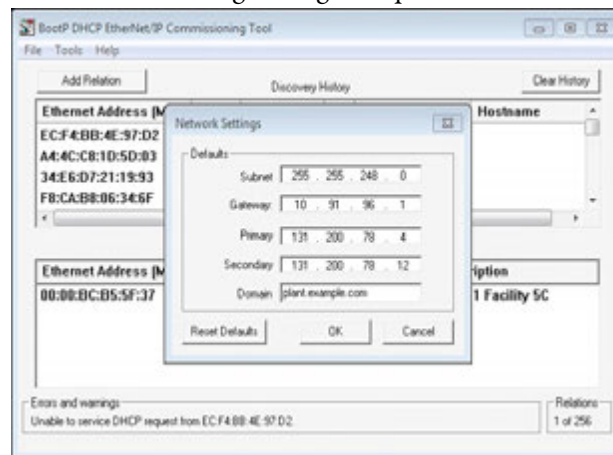 BootP DHCP EtherNet/IP Commissioning Tool
File Tools Help
Add Relation
Discovery History
Clear History
Ethernet Address (M
Hostname
EC:F4:BB:4E:97:D2
A4:4C:C8:1D:5D:03
34:E6:D7:21:19:93
F8:CA:B8:06:34:6F
Network Settings
Defaults
Subnet 255 . 255 . 248 . 0
Gateway 10 . 91 . 96 . 1
Primary 131 . 200 . 78 . 4
Secondary 131 . 200 . 78 . 12
Domain plant.example.com
Reset Defaults OK Cancel
Ethernet Address (M
iption
00:00:BC:B5:5F:37
1 Facility 5C
Errors and warnings
Unable to service DHCP request from EC:F4:BB:4E:97:D2.
Relations
1 of 256